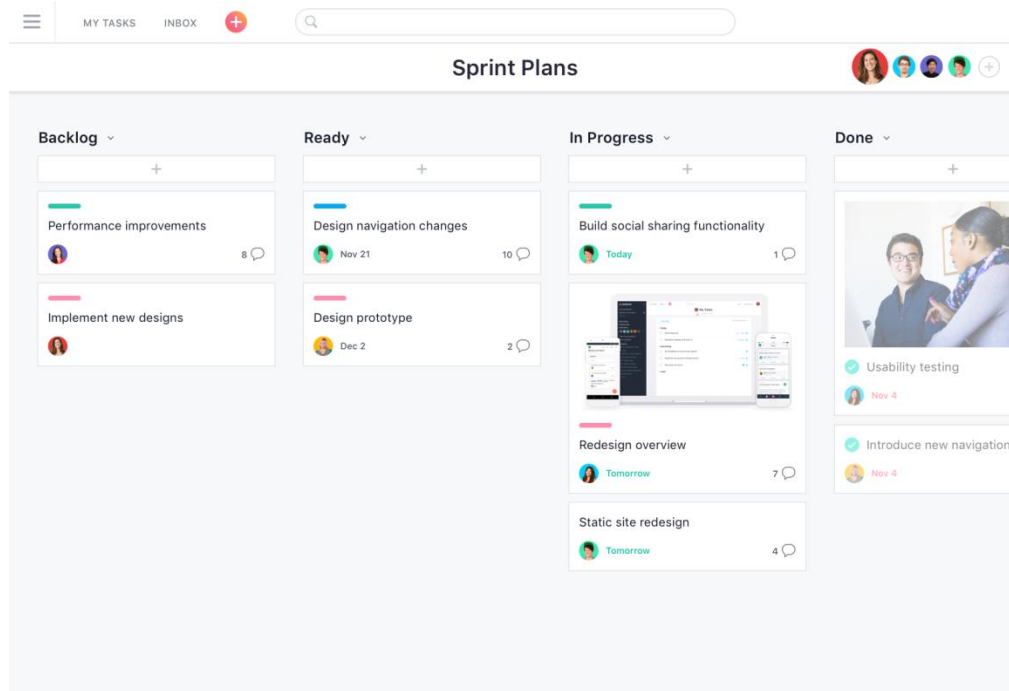 MY TASKS INBOX
Sprint Plans
Backlog
Performance improvements
8
Implement new designs
Ready
Design navigation changes
Nov 21 10
Design prototype
Dec 2 2
In Progress
Build social sharing functionality
Today 1
Redesign overview
Tomorrow 7
Static site redesign
Tomorrow 4
Done
Usability testing
Nov 4
Introduce new navigation
Nov 4